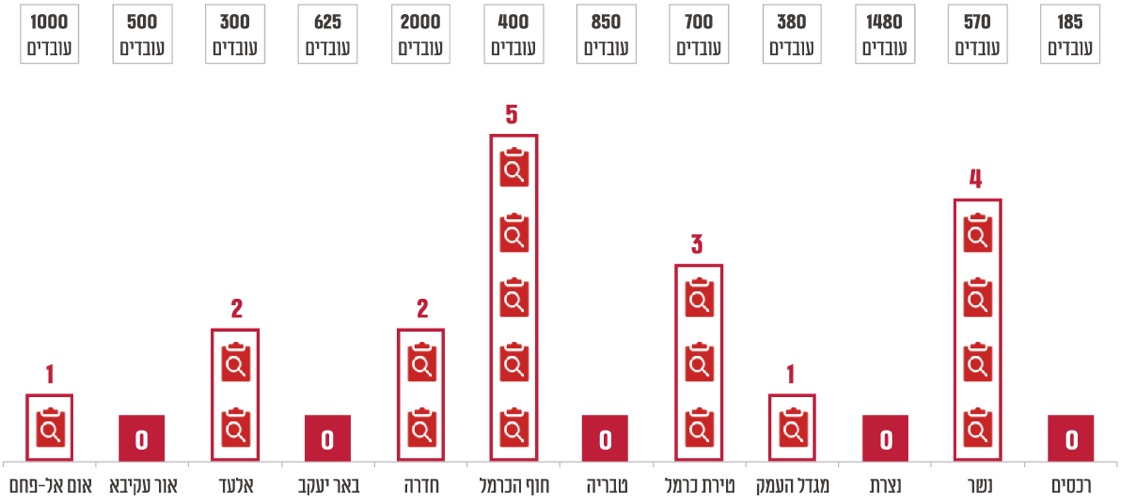 1000 500 300 625 2000 400 850 700 380 1480 570 185
עובדים עובדים עובדים עובדים עובדים עובדים עובדים עובדים עובדים עובדים עובדים עובדים
5
4
3
2 2
1 1
0 0 0 0 0
אום אל-פחם אור עקיבא אלעד באר יעקב חדרה חוף הכרמל טבריה טירת כרמל מגדל העמק נצרת נשר רכסים